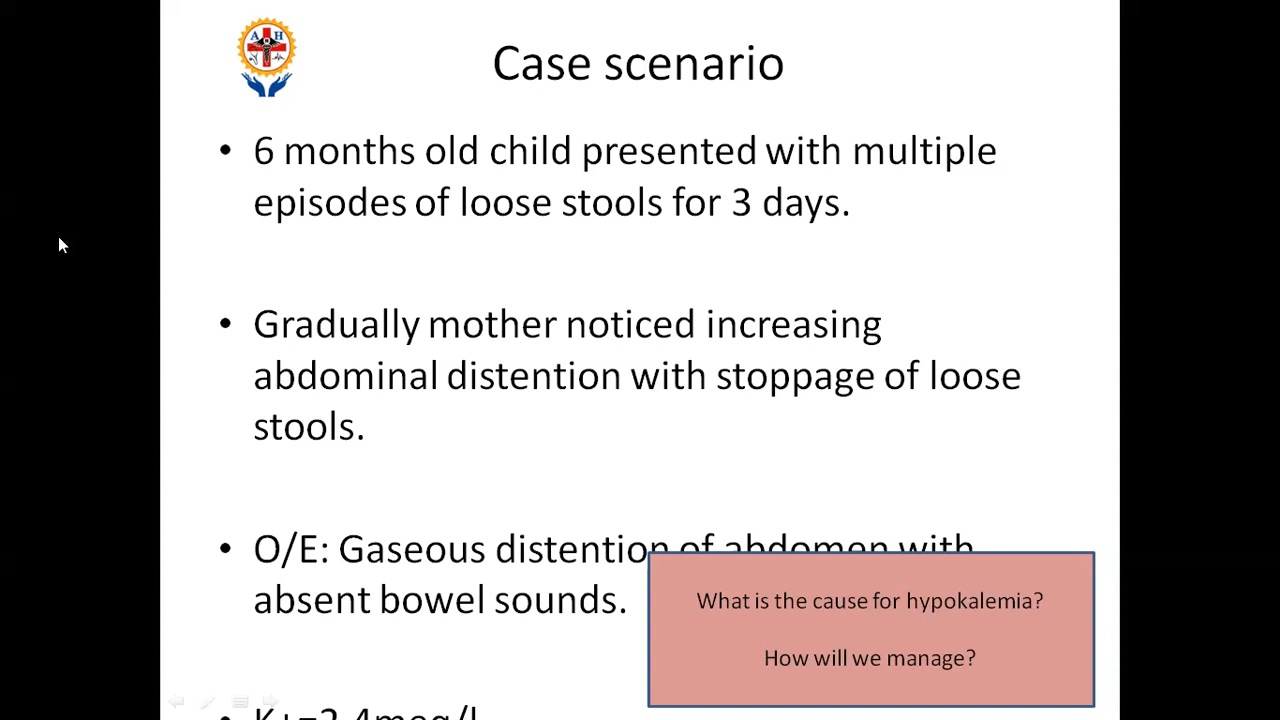 A H
Case scenario
• 6 months old child presented with multiple
episodes of loose stools for 3 days.
• Gradually mother noticed increasing
abdominal distention with stoppage of loose
stools.
• O/E: Gaseous distention of abdomen with
absent bowel sounds.
What is the cause for hypokalemia?
How will we manage?
• K+=2.4meq/l